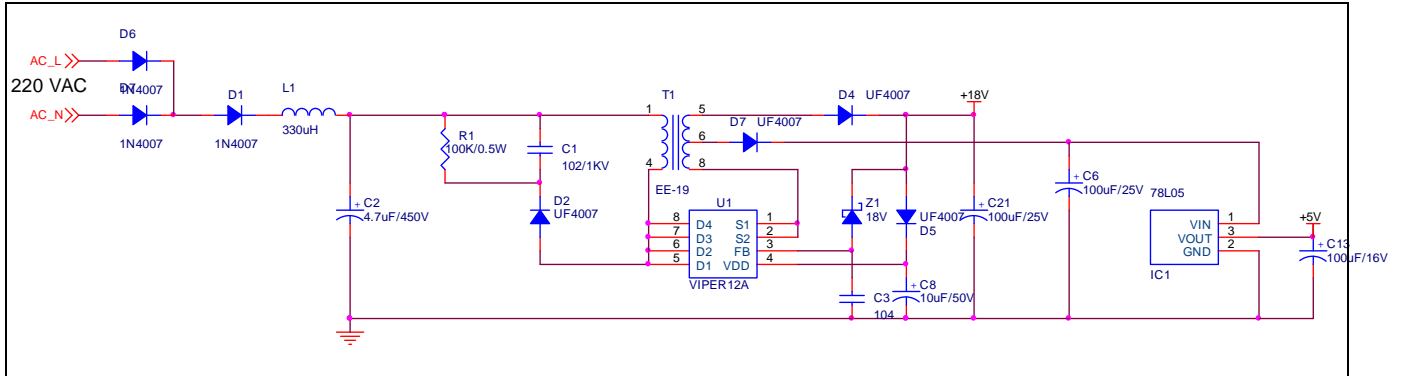 D6
AC_L
1N4007
220 VAC
D7
AC_N
1N4007
D1
1N4007
L1
330uH
C2
4.7uF/450V
R1
100K/0.5W
C1
102/1KV
D2
UF4007
T1
1
4
5
6
8
EE-19
D7 UF4007
D4 UF4007
+18V
U1
8 D4 S1 1
7 D3 S2 2
6 D2 FB 3
5 D1 VDD 4
VIPER12A
Z1
18V
UF4007
D5
C3
104
C8
10uF/50V
C21
100uF/25V
C6
100uF/25V
78L05
VIN 1
VOUT 3
GND 2
IC1
+5V
C13
100uF/16V